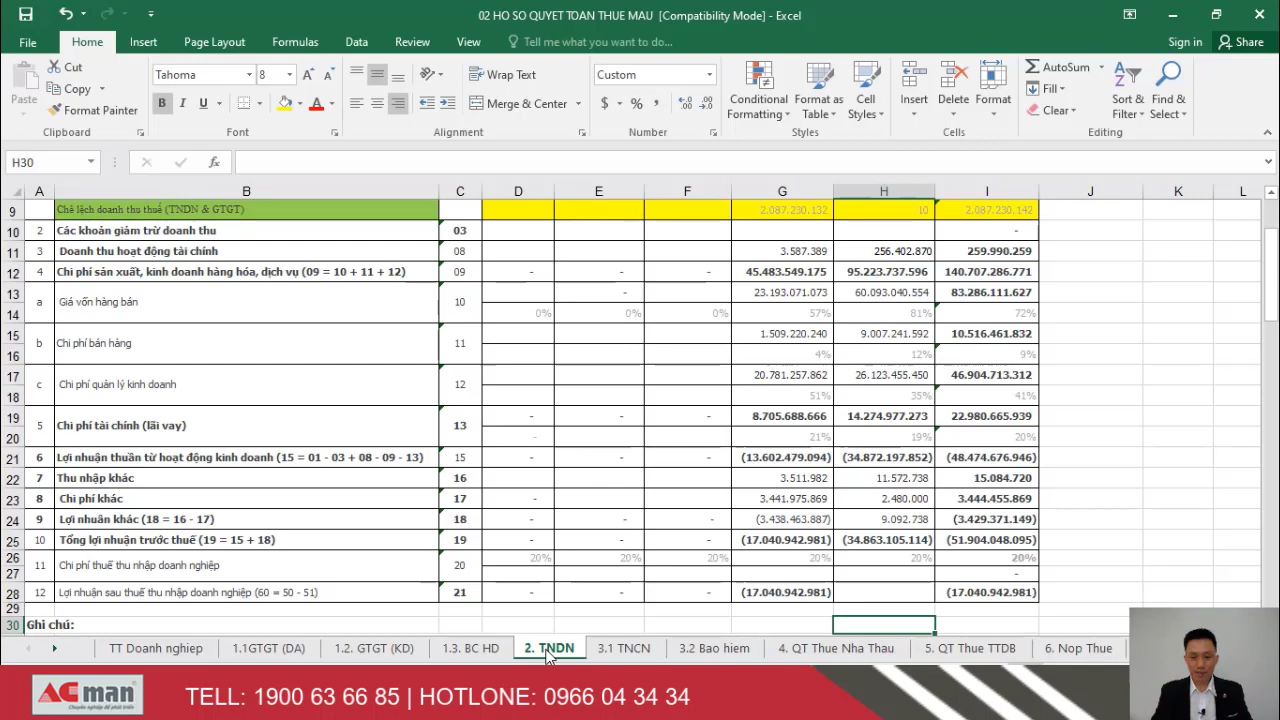 02 HO SO QUYET TOAN THUE MAU [Compatibility Mode] - Excel
File Home Insert Page Layout Formulas Data Review View Tell me what you want to do... Sign in Share
Paste Cut Copy Format Painter Clipboard
Tahoma 8 B I U A Font
Wrap Text Merge & Center Alignment
Custom $ % Number
Conditional Formatting Format as Table Cell Styles Styles
Insert Delete Format Cells
AutoSum Fill Clear Sort & Filter Find & Select Editing
H30 fx
A B C D E F G H I J K L
9 Chê lệch doanh thu thuế (TNDN & GTGT) 2.087.230.132 10 2.087.230.142
10 2 Các khoản giảm trừ doanh thu 03 -
11 3 Doanh thu hoạt động tài chính 08 3.587.389 256.402.870 259.990.259
12 4 Chi phí sản xuất, kinh doanh hàng hóa, dịch vụ (09 = 10 + 11 + 12) 09 - - - 45.483.549.175 95.223.737.596 140.707.286.771
13 a Giá vốn hàng bán 10 - 23.193.071.073 60.093.040.554 83.286.111.627
14 0% 0% 0% 57% 81% 72%
15 b Chi phí bán hàng 11 1.509.220.240 9.007.241.592 10.516.461.832
16 4% 12% 9%
17 c Chi phí quản lý kinh doanh 12 20.781.257.862 26.123.455.450 46.904.713.312
18 51% 35% 41%
19 5 Chi phí tài chính (lãi vay) 13 - - - 8.705.688.666 14.274.977.273 22.980.665.939
20 - 21% 19% 20%
21 6 Lợi nhuận thuần từ hoạt động kinh doanh (15 = 01 - 03 + 08 - 09 - 13) 15 - - - (13.602.479.094) (34.872.197.852) (48.474.676.946)
22 7 Thu nhập khác 16 3.511.982 11.572.738 15.084.720
23 8 Chi phí khác 17 - 3.441.975.869 2.480.000 3.444.455.869
24 9 Lợi nhuân khác (18 = 16 - 17) 18 - - - (3.438.463.887) 9.092.738 (3.429.371.149)
25 10 Tổng lợi nhuận trước thuế (19 = 15 + 18) 19 - - - (17.040.942.981) (34.863.105.114) (51.904.048.095)
26 11 Chi phí thuế thu nhập doanh nghiệp 20 20% 20% 20% 20% 20% 20%
27 -
28 12 Lợi nhuận sau thuế thu nhập doanh nghiệp (60 = 50 - 51) 21 - - - (17.040.942.981) (17.040.942.981)
29
30 Ghi chú:
TT Doanh nghiep 1.1GTGT (DA) 1.2. GTGT (KD) 1.3. BC HD 2. TNDN 3.1 TNCN 3.2 Bao hiem 4. QT Thue Nha Thau 5. QT Thue TTDB 6. Nop Thue
ACman TELL: 1900 63 66 85 | HOTLINE: 0966 04 34 34
Chuyên nghiệp để phát triển